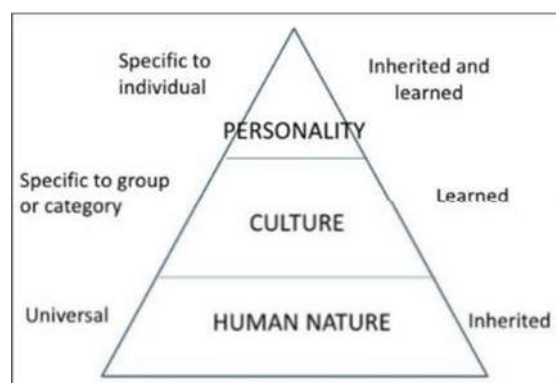 Specific to
individual
Inherited and
learned
PERSONALITY
Specific to group
or category
Learned
CULTURE
Universal
HUMAN NATURE
Inherited